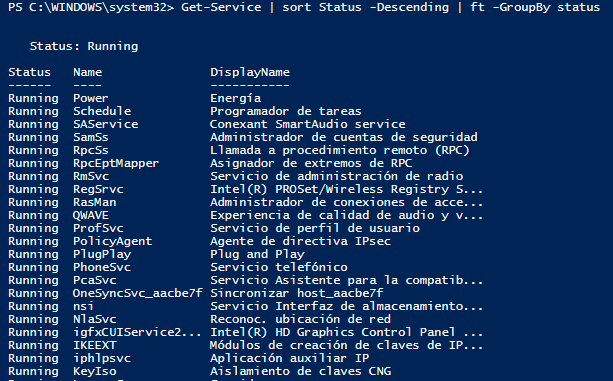 PS C:\WINDOWS\system32> Get-Service | sort Status -Descending | ft -GroupBy status
Status: Running
Status Name DisplayName
------ ---- -----------
Running Power Energía
Running Schedule Programador de tareas
Running SAService Conexant SmartAudio service
Running SamSs Administrador de cuentas de seguridad
Running RpcSs Llamada a procedimiento remoto (RPC)
Running RpcEptMapper Asignador de extremos de RPC
Running RmSvc Servicio de administración de radio
Running RegSrvc Intel(R) PROSet/Wireless Registry S...
Running RasMan Administrador de conexiones de acce...
Running QWAVE Experiencia de calidad de audio y v...
Running ProfSvc Servicio de perfil de usuario
Running PolicyAgent Agente de directiva IPsec
Running PlugPlay Plug and Play
Running PhoneSvc Servicio telefónico
Running PcaSvc Servicio Asistente para la compatib...
Running OneSyncSvc_aacbe7f Sincronizar host_aacbe7f
Running nsi Servicio Interfaz de almacenamiento...
Running NlaSvc Reconoc. ubicación de red
Running igfxCUIService2... Intel(R) HD Graphics Control Panel ...
Running IKEEXT Módulos de creación de claves de IP...
Running iphlpsvc Aplicación auxiliar IP
Running KeyIso Aislamiento de claves CNG